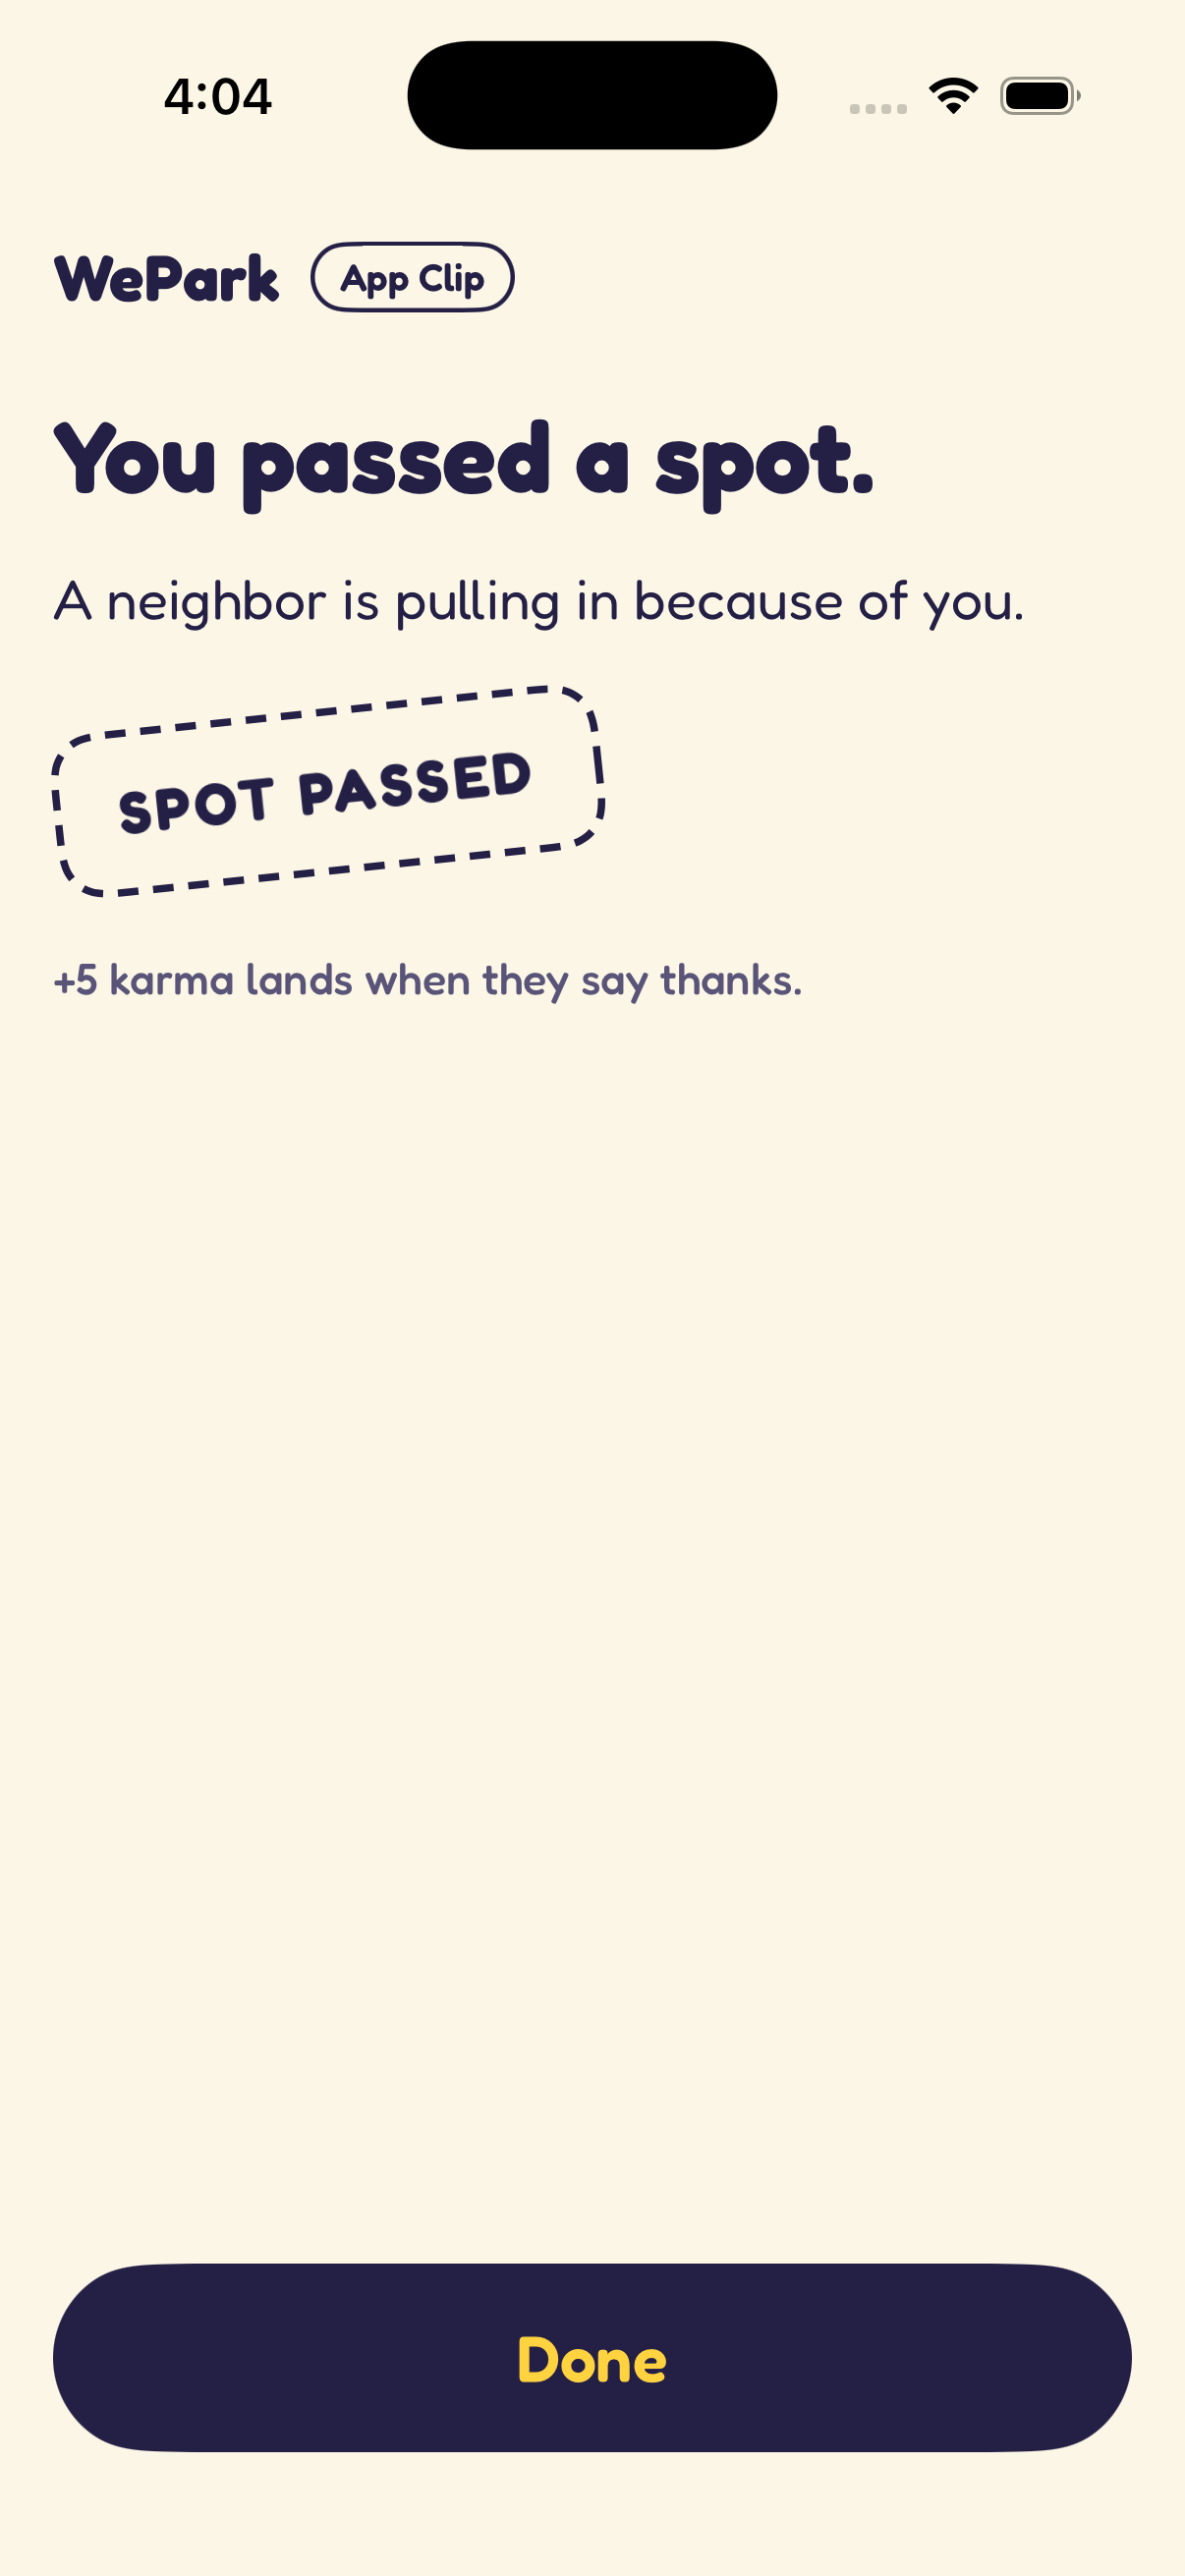 4:04
WePark App Clip
You passed a spot.
A neighbor is pulling in because of you.
SPOT PASSED
+5 karma lands when they say thanks.
Done